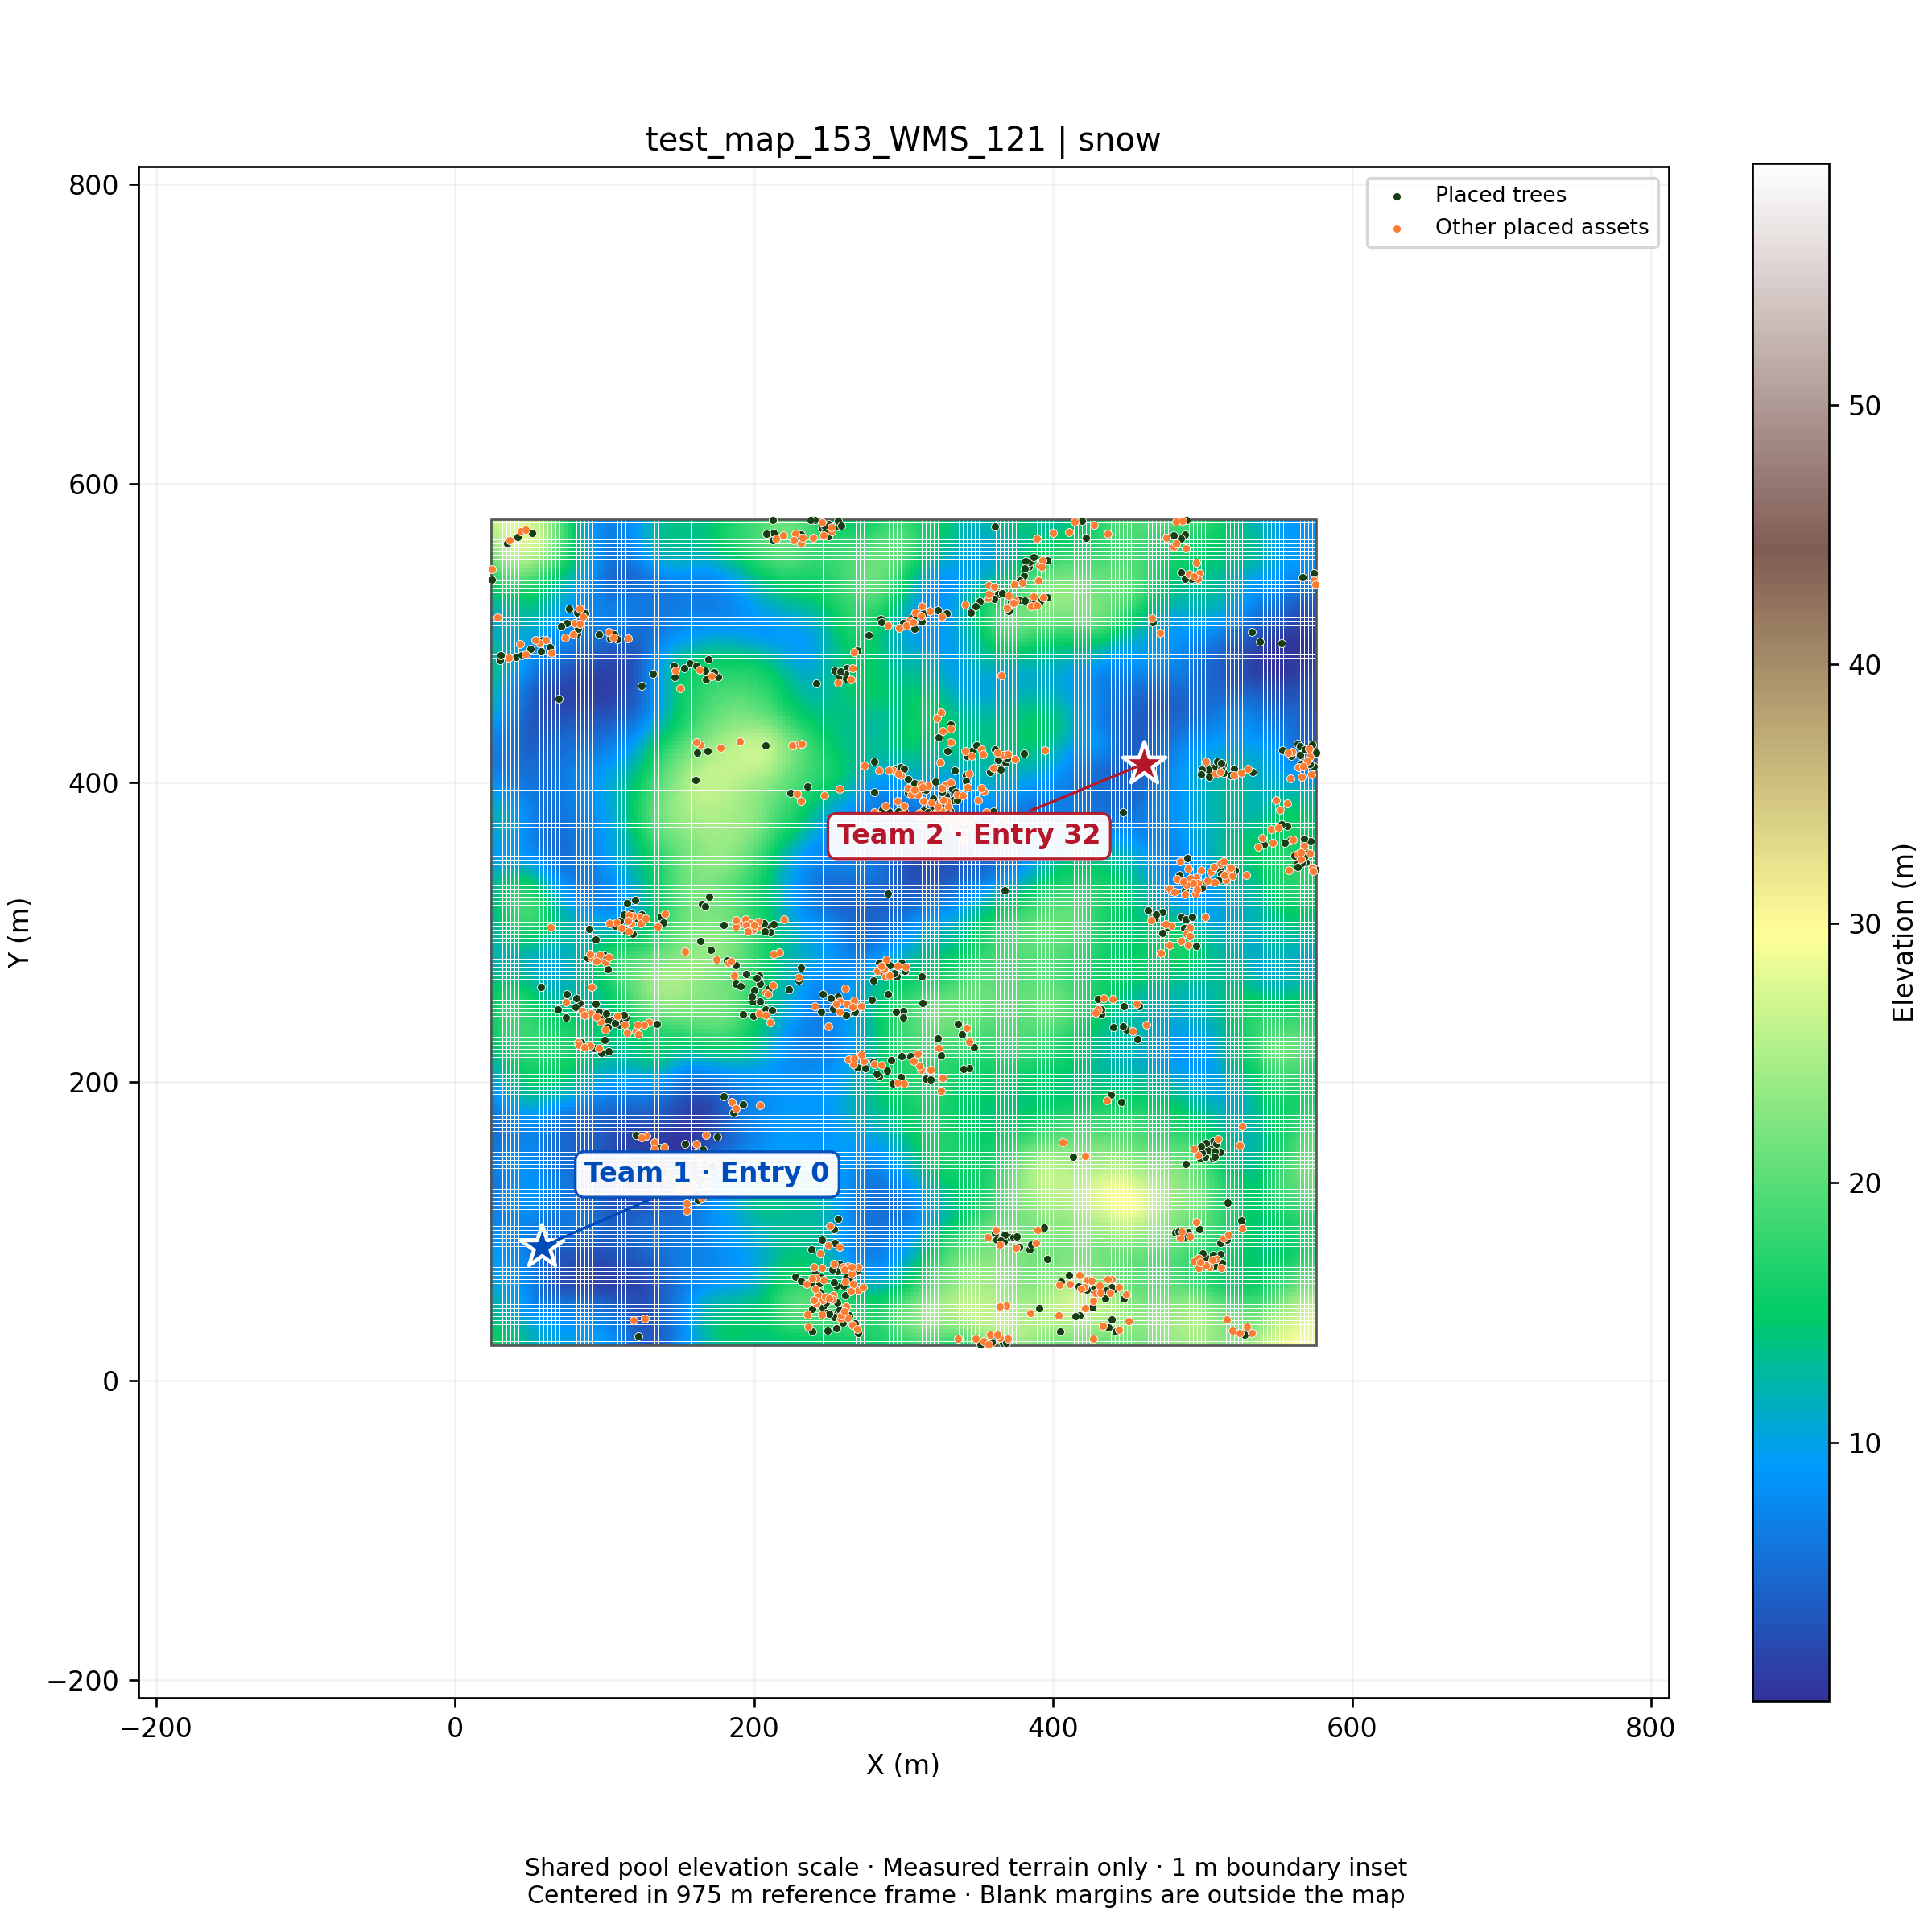 test_map_153_WMS_121 | snow
Placed trees
Other placed assets
800
600
400
200
0
−200
−200
0
200
400
600
800
X (m)
Y (m)
Team 2 · Entry 32
Team 1 · Entry 0
50
40
30
20
10
Elevation (m)
Shared pool elevation scale · Measured terrain only · 1 m boundary inset
Centered in 975 m reference frame · Blank margins are outside the map